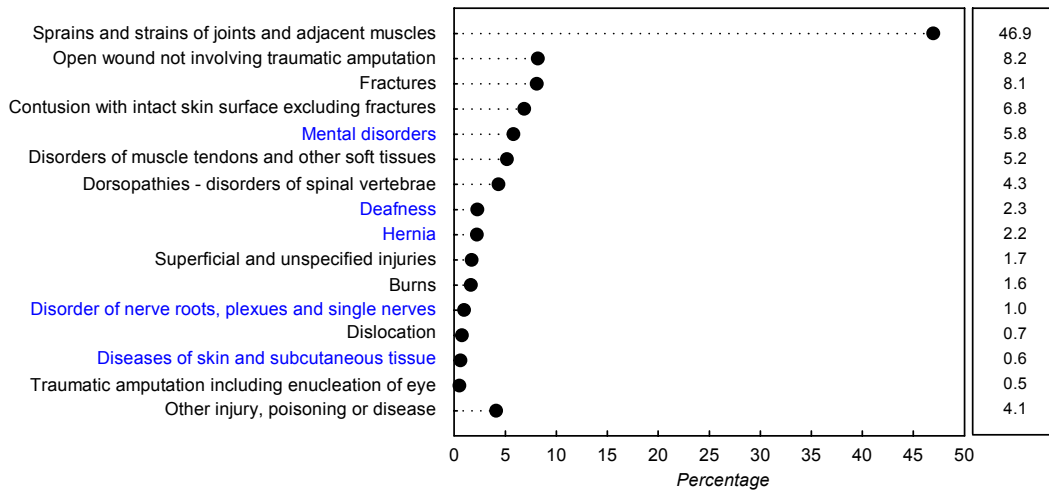 Sprains and strains of joints and adjacent muscles 46.9
Open wound not involving traumatic amputation 8.2
Fractures 8.1
Contusion with intact skin surface excluding fractures 6.8
Mental disorders 5.8
Disorders of muscle tendons and other soft tissues 5.2
Dorsopathies - disorders of spinal vertebrae 4.3
Deafness 2.3
Hernia 2.2
Superficial and unspecified injuries 1.7
Burns 1.6
Disorder of nerve roots, plexues and single nerves 1.0
Dislocation 0.7
Diseases of skin and subcutaneous tissue 0.6
Traumatic amputation including enucleation of eye 0.5
Other injury, poisoning or disease 4.1
0 5 10 15 20 25 30 35 40 45 50
Percentage